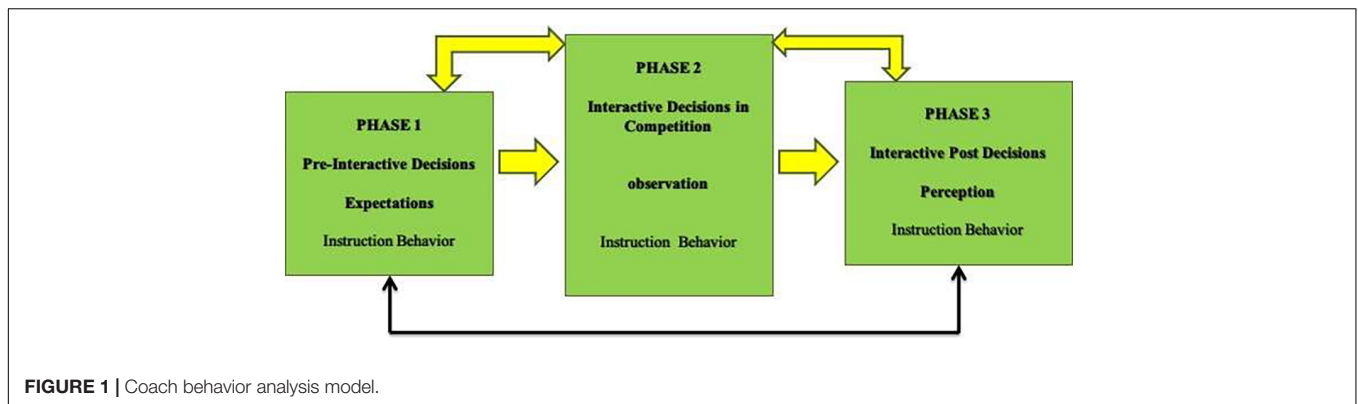 PHASE 1
Pre-Interactive Decisions
Expectations
Instruction Behavior
PHASE 2
Interactive Decisions in
Competition
observation
Instruction Behavior
PHASE 3
Interactive Post Decisions
Perception
Instruction Behavior
FIGURE 1 | Coach behavior analysis model.